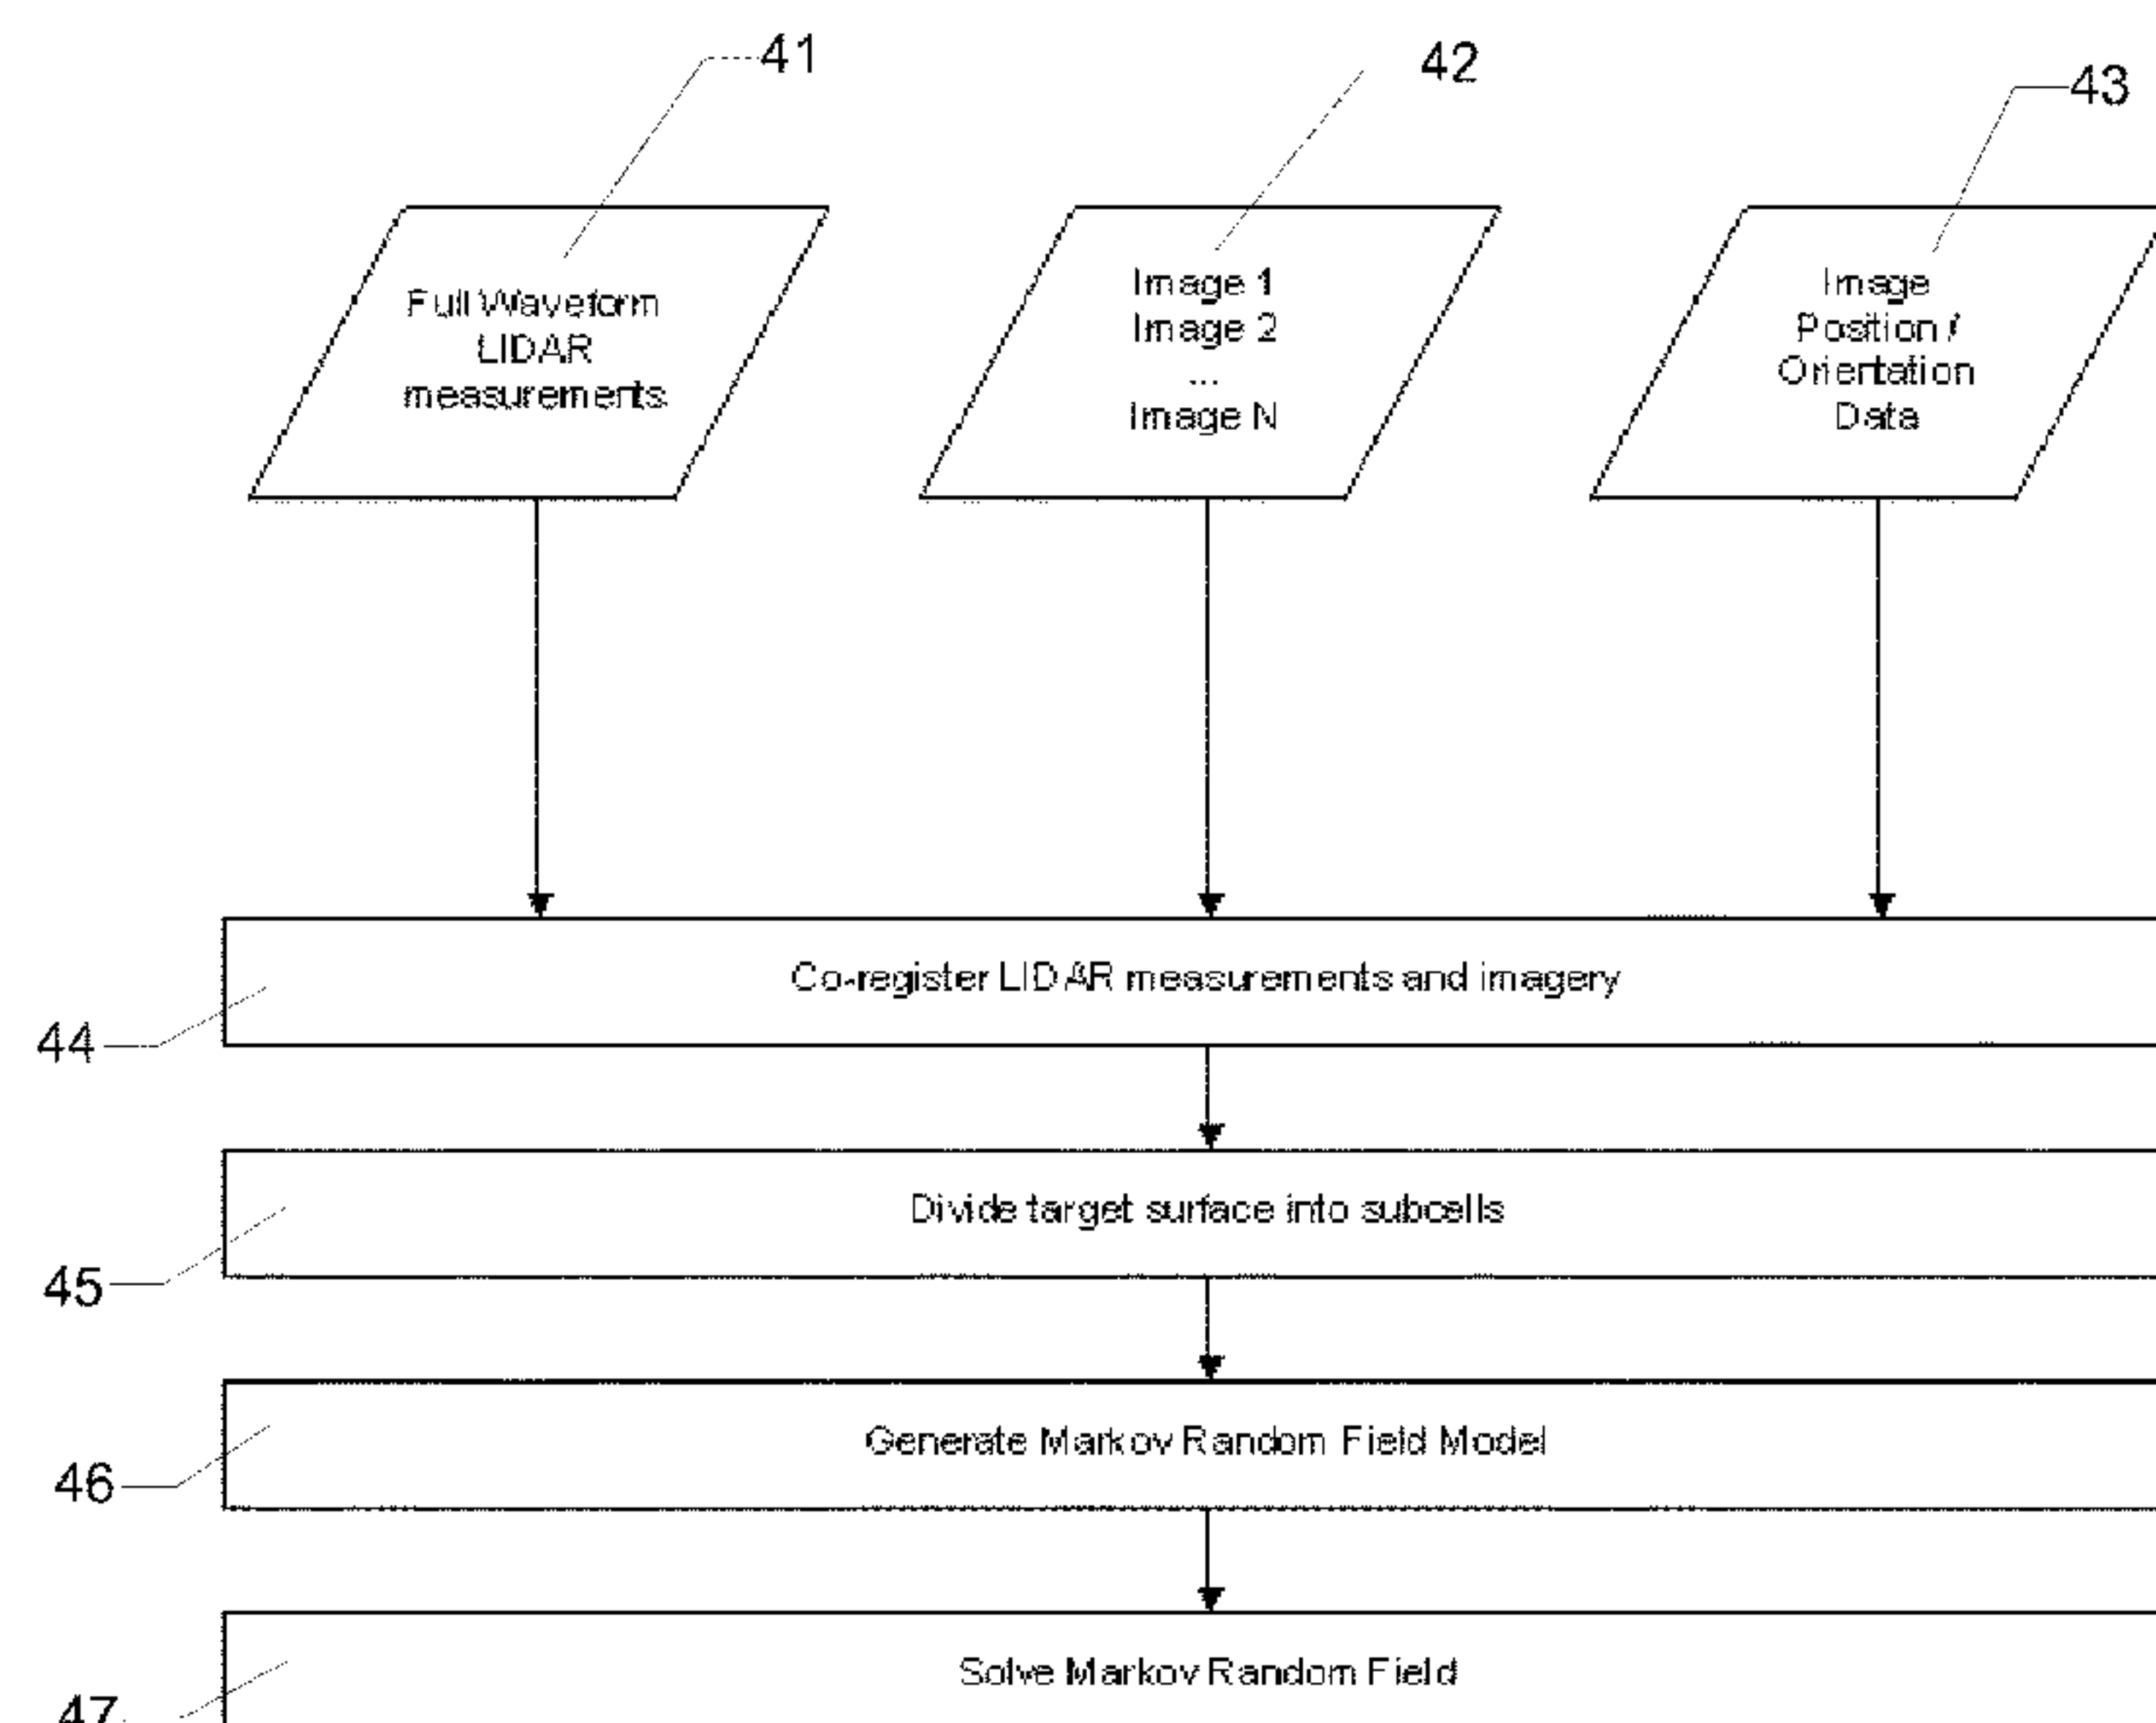 41
42
43
Full Waveform
LIDAR
measurements
Image 1
Image 2
...
Image N
Image
Position /
Orientation
Data
Co-register LIDAR measurements and imagery
44
Divide target surface into subcells
45
Generate Markov Random Field Model
46
Solve Markov Random Field
47